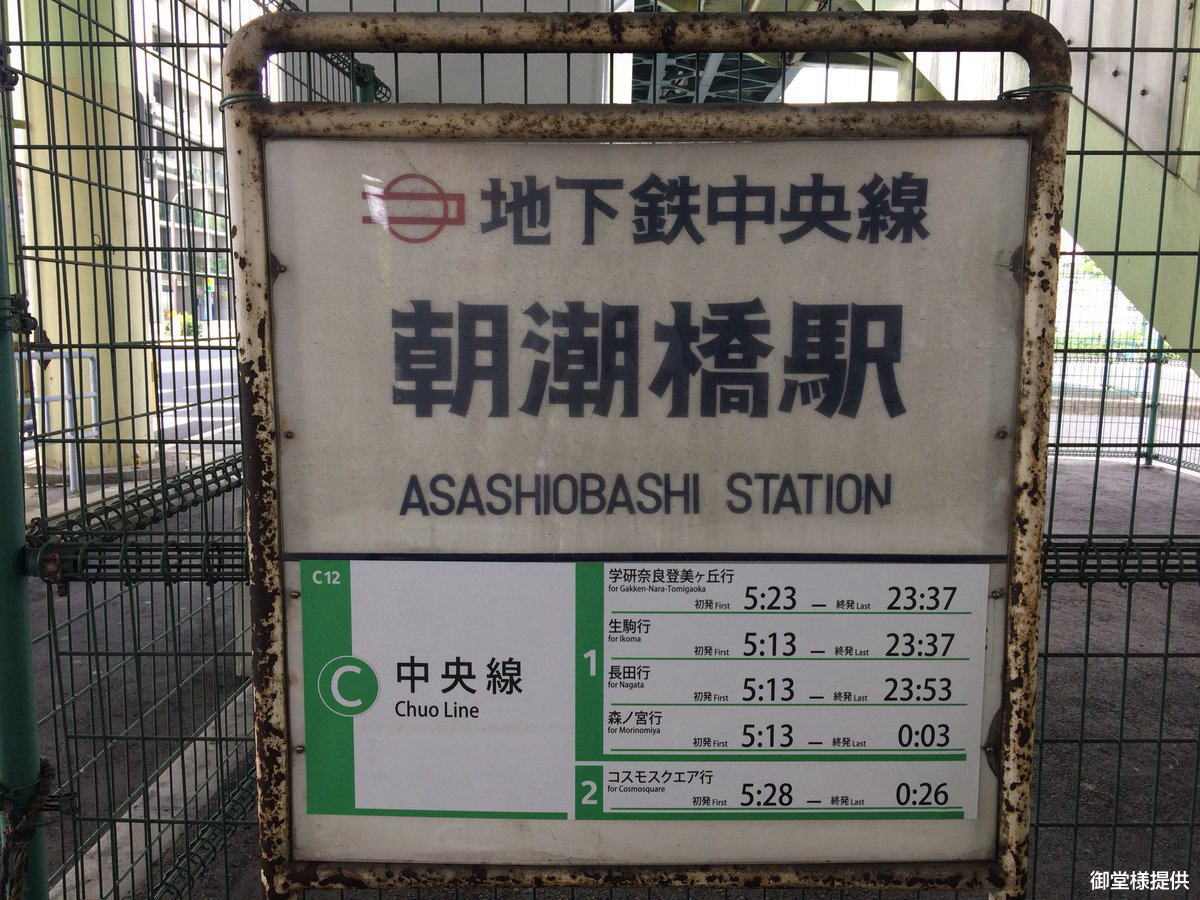 地下鉄中央線
朝潮橋駅
ASASHIOBASHI STATION
C12
C
中央線
Chuo Line
1
学研奈良登美ヶ丘行
for Gakken-Nara-Tomigaoka
初発 First 5:23 — 終発 Last 23:37
生駒行
for Ikoma
初発 First 5:13 — 終発 Last 23:37
長田行
for Nagata
初発 First 5:13 — 終発 Last 23:53
森ノ宮行
for Morinomiya
初発 First 5:13 — 終発 Last 0:03
2
コスモスクエア行
for Cosmosquare
初発 First 5:28 — 終発 Last 0:26
御堂様提供